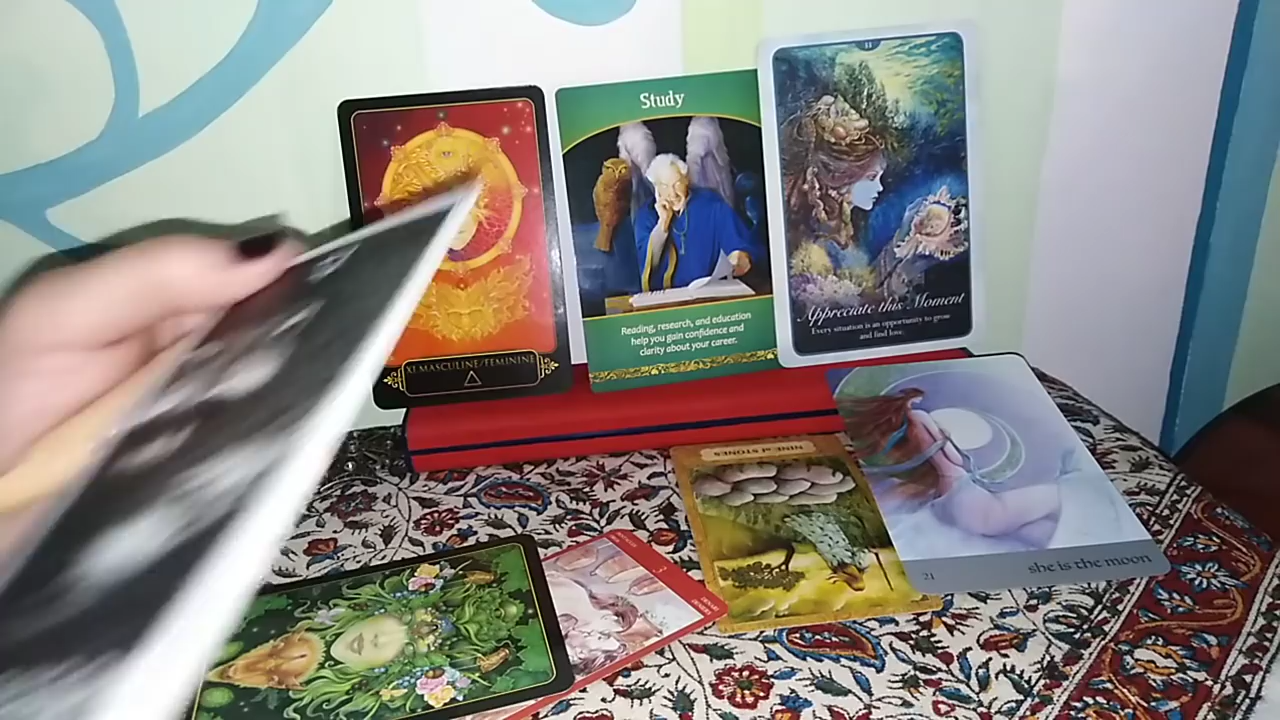 XI MASCULINE/FEMININE
Study
Reading, research, and education
help you gain confidence and
clarity about your career.
II
Appreciate this Moment
Every situation is an opportunity to grow
and find love.
NINE of STONES
21
she is the moon
3